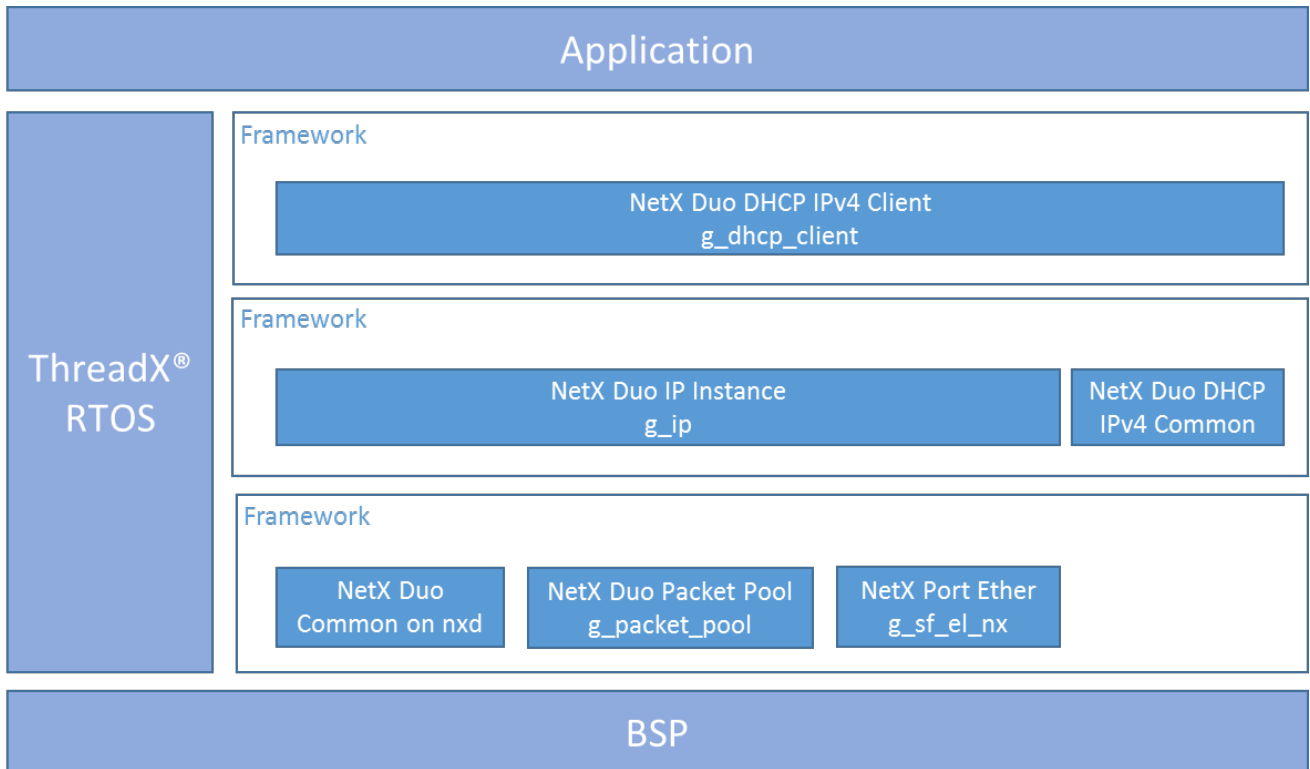 Application
ThreadX®
RTOS
Framework
NetX Duo DHCP IPv4 Client
g_dhcp_client
Framework
NetX Duo IP Instance
g_ip
NetX Duo DHCP
IPv4 Common
Framework
NetX Duo
Common on nxd
NetX Duo Packet Pool
g_packet_pool
NetX Port Ether
g_sf_el_nx
BSP